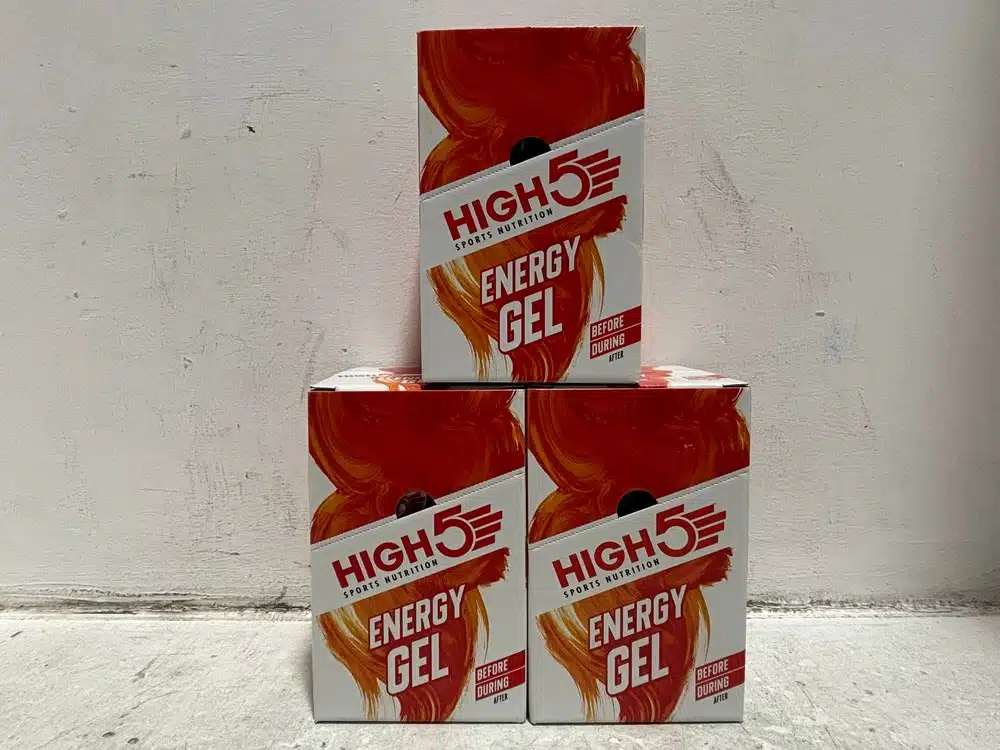 HIGH5
SPORTS NUTRITION
ENERGY
GEL
BEFORE
DURING
AFTER
HIGH5
SPORTS NUTRITION
ENERGY
GEL
BEFORE
DURING
AFTER
HIGH5
SPORTS NUTRITION
ENERGY
GEL
BEFORE
DURING
AFTER